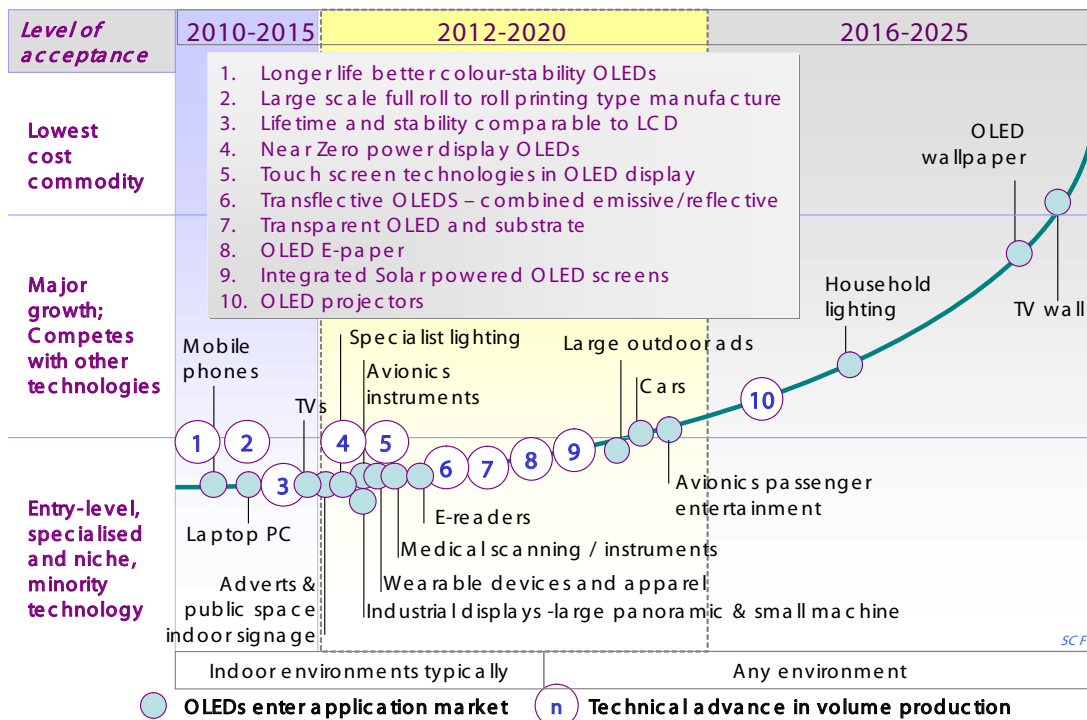 Level of
acceptance
2010-2015
2012-2020
2016-2025
1. Longer life better colour-stability OLEDs
2. Large scale full roll to roll printing type manufacture
3. Lifetime and stability comparable to LCD
4. Near Zero power display OLEDs
5. Touch screen technologies in OLED display
6. Transflective OLEDS – combined emissive/reflective
7. Transparent OLED and substrate
8. OLED E-paper
9. Integrated Solar powered OLED screens
10. OLED projectors
Lowest
cost
commodity
OLED
wallpaper
Major
growth;
Competes
with other
technologies
Household
lighting
TV wall
Mobile
phones
Specialist lighting
Avionics
instruments
Large outdoor ads
Cars
TVs
10
1
2
4
5
3
6
7
8
9
Entry-level,
specialised
and niche,
minority
technology
Laptop PC
E-readers
Avionics passenger
entertainment
Medical scanning / instruments
Adverts &
public space
indoor signage
Wearable devices and apparel
Industrial displays -large panoramic & small machine
SCF
Indoor environments typically
Any environment
OLEDs enter application market
n Technical advance in volume production